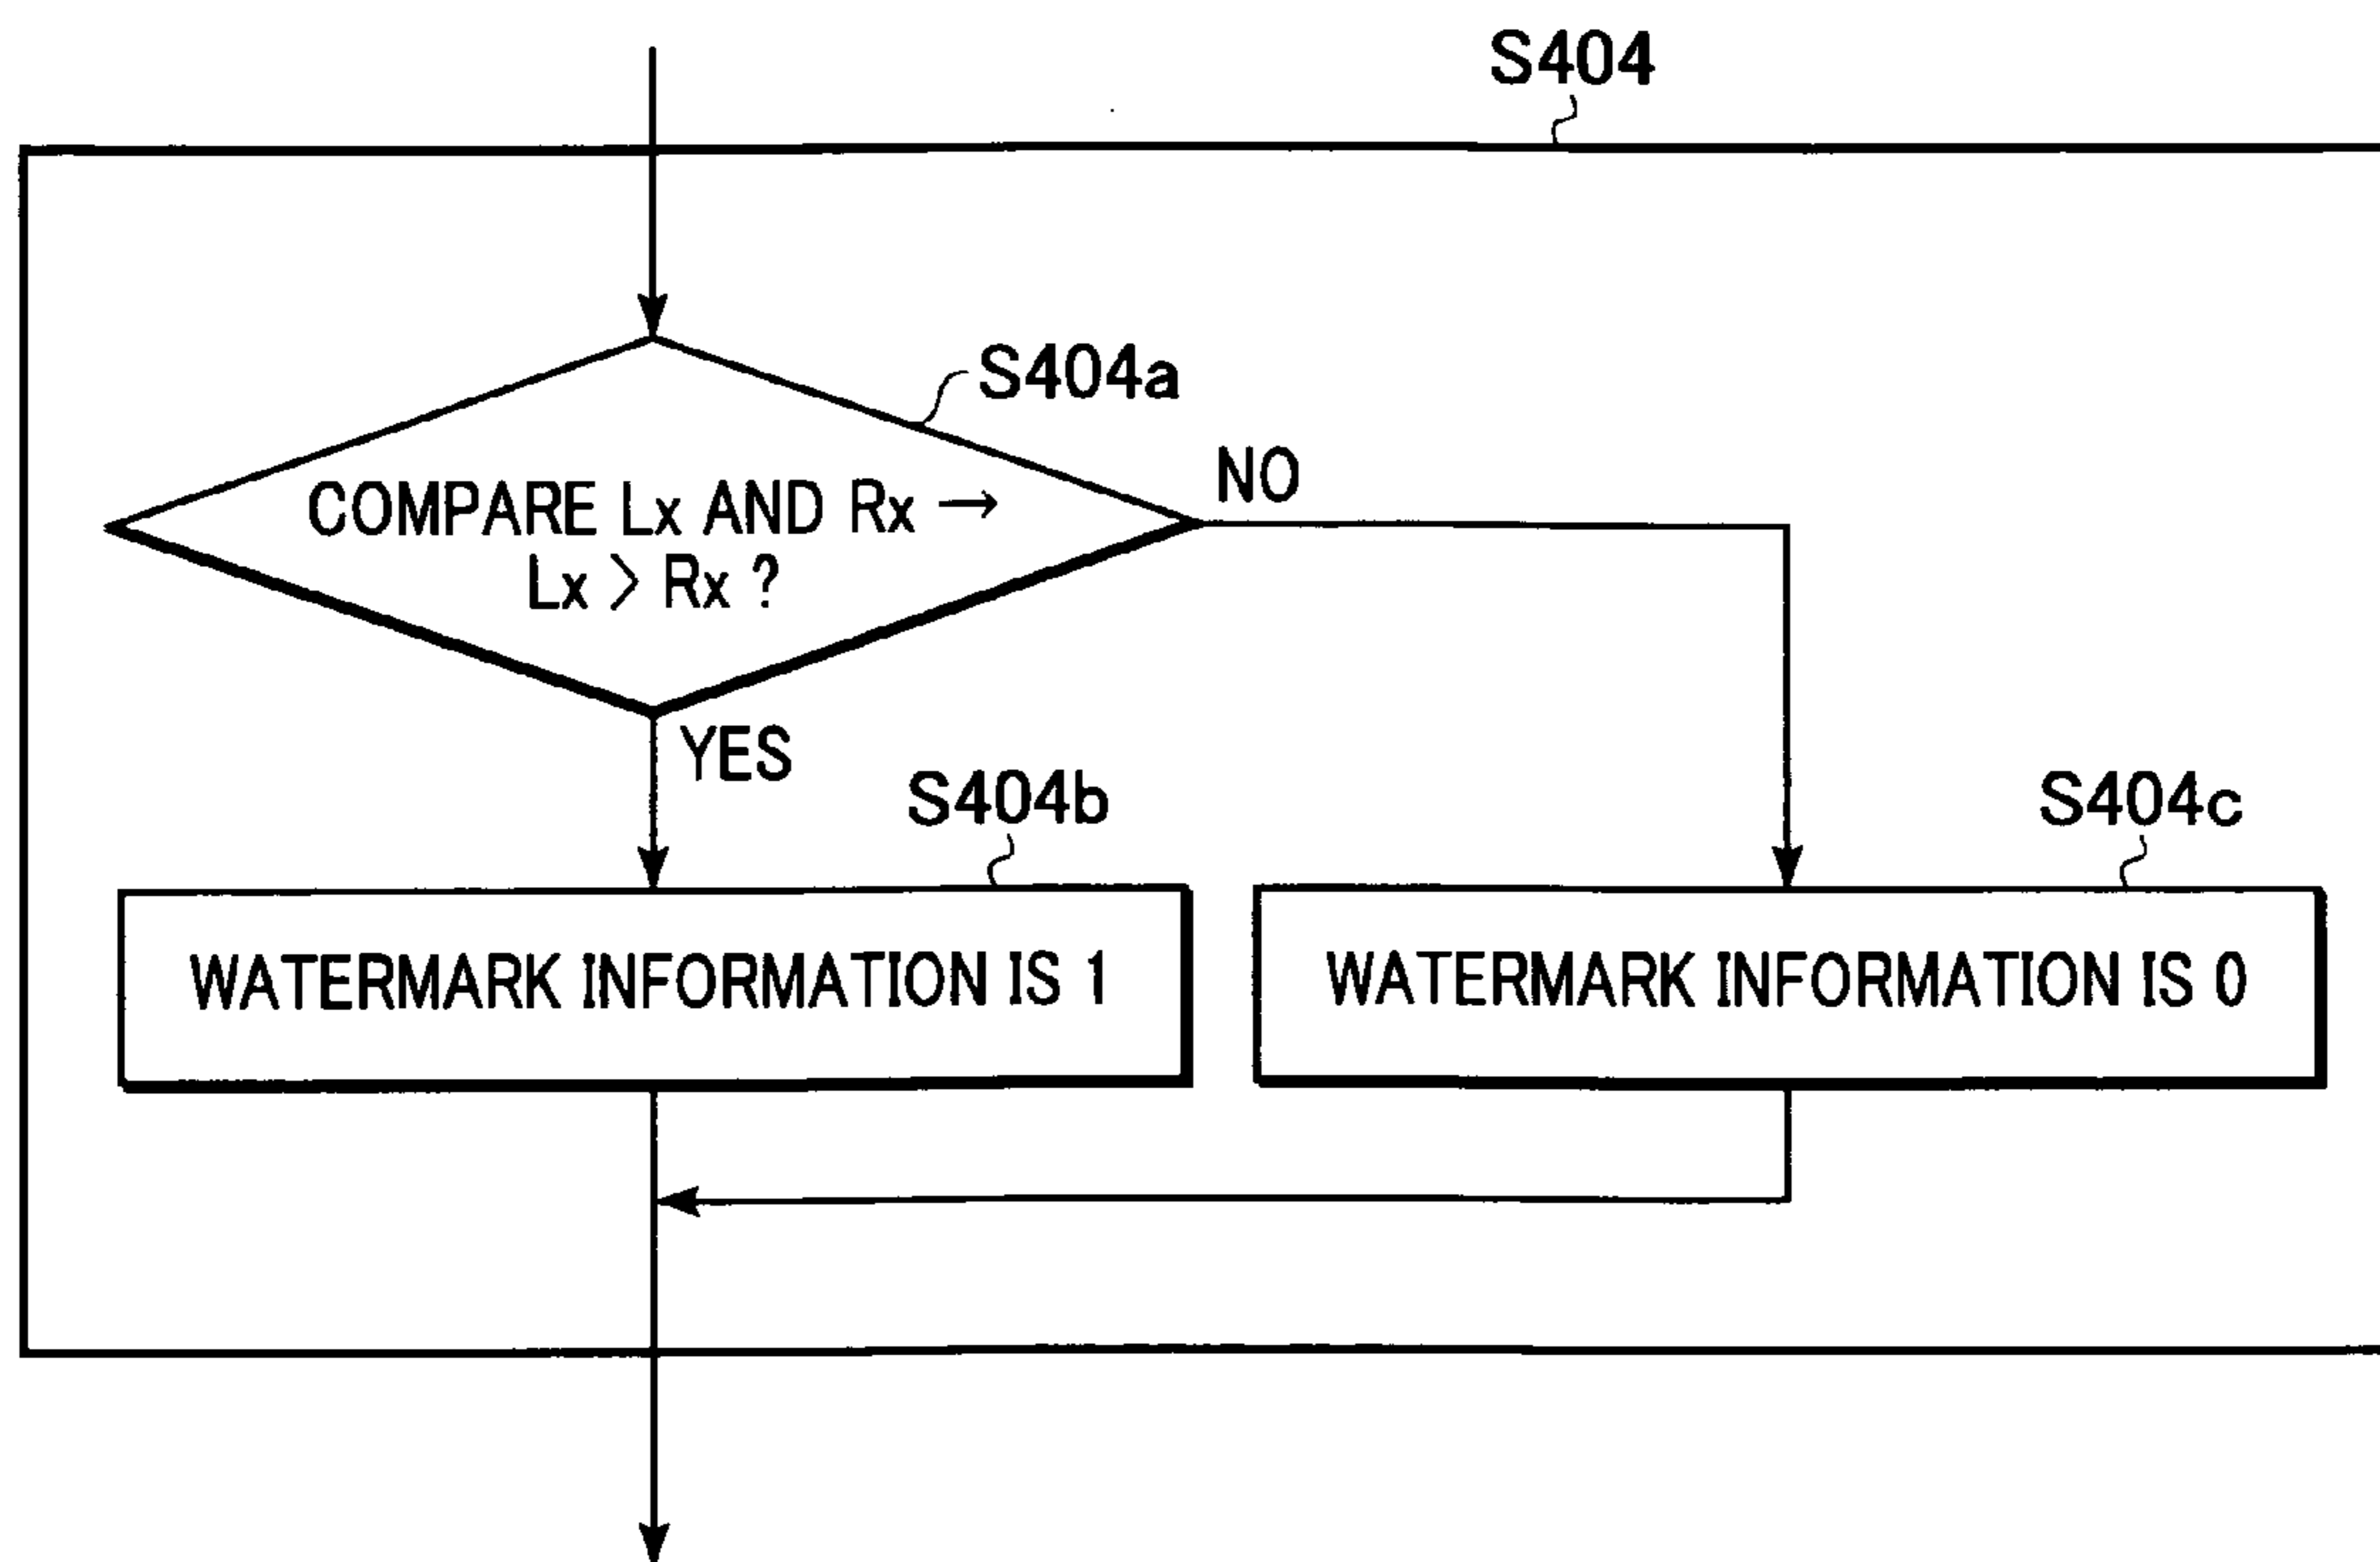 S404
S404a
COMPARE Lx AND Rx →
Lx > Rx ?
NO
YES
S404b
S404c
WATERMARK INFORMATION IS 1
WATERMARK INFORMATION IS 0